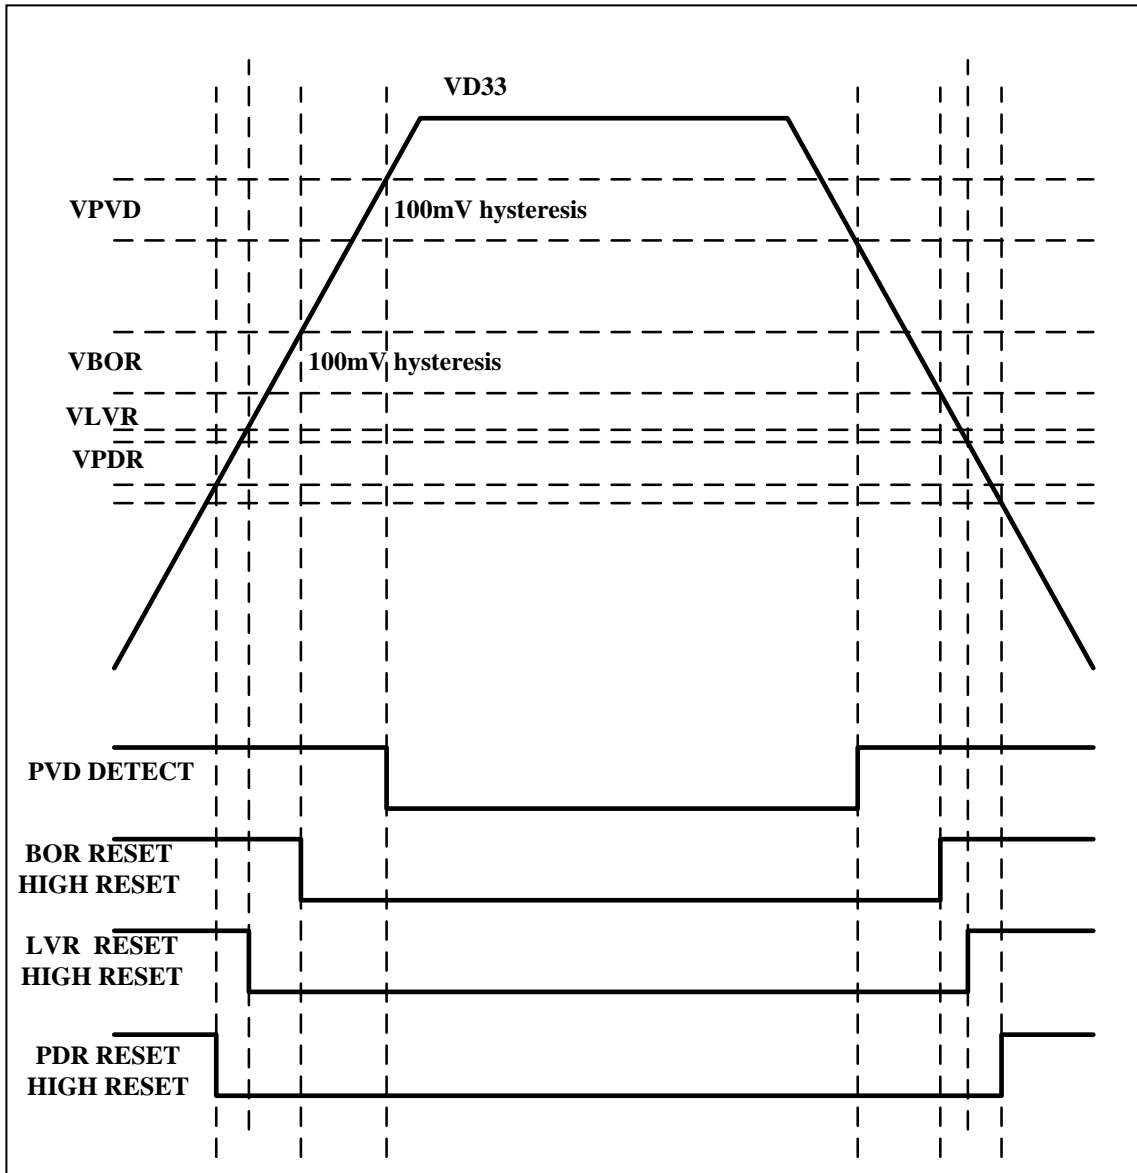 VD33
VPVD
100mV hysteresis
VBOR
100mV hysteresis
VLVR
VPDR
PVD DETECT
BOR RESET
HIGH RESET
LVR RESET
HIGH RESET
PDR RESET
HIGH RESET